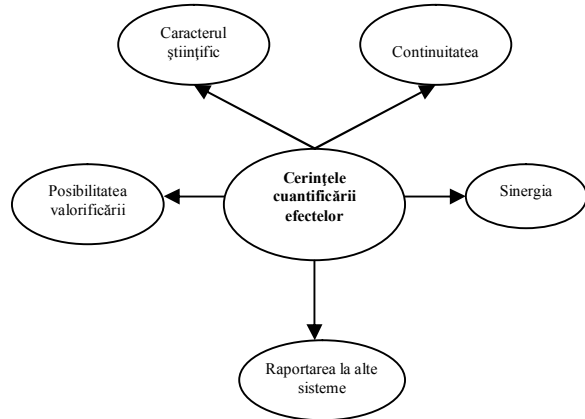 Caracterul
ştiinţific
Continuitatea
Cerinţele
cuantificării
efectelor
Posibilitatea
valorificării
Sinergia
Raportarea la alte
sisteme